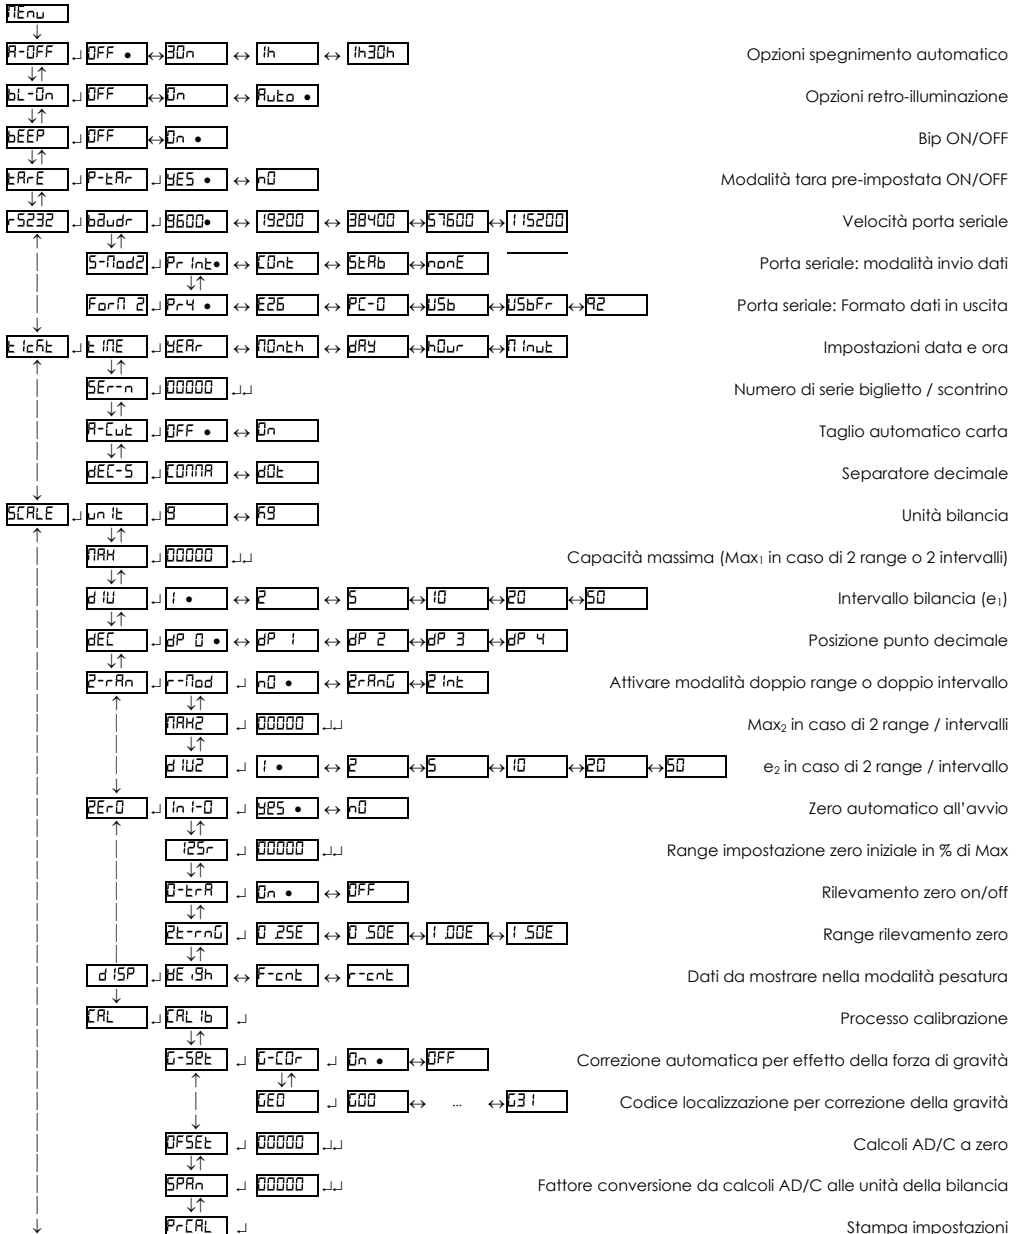 MEnu
A-OFF OFF • 30n 1h 1h30h Opzioni spegnimento automatico
bL-On OFF On Auto • Opzioni retro-illuminazione
bEEP OFF On • Bip ON/OFF
tArE P-tAr YES • nO Modalità tara pre-impostata ON/OFF
rS232 baudr 9600• 19200 38400 57600 115200 Velocità porta seriale
S-Mod2 Print• COnt StAb nonE Porta seriale: modalità invio dati
ForM 2 Pr4 • E26 PC-0 USb USbFr 92 Porta seriale: Formato dati in uscita
tIcht tIME YEAr MOnth dAY hOur MInut Impostazioni data e ora
SEr-n 00000 Numero di serie biglietto / scontrino
A-Cut OFF • On Taglio automatico carta
dEC-S COMMA dOt Separatore decimale
SCALE unIt g kg Unità bilancia
MAX 00000 Capacità massima (Max1 in caso di 2 range o 2 intervalli)
dIV 1 • 2 5 10 20 50 Intervallo bilancia (e1)
dEC dP 0 • dP 1 dP 2 dP 3 dP 4 Posizione punto decimale
2-rAn r-Mod nO • 2rAnG 2Int Attivare modalità doppio range o doppio intervallo
MAX2 00000 Max2 in caso di 2 range / intervalli
dIV2 1 • 2 5 10 20 50 e2 in caso di 2 range / intervallo
ZErO InI-0 YES • nO Zero automatico all’avvio
12Sr 00000 Range impostazione zero iniziale in % di Max
0-trA On • OFF Rilevamento zero on/off
Zt-rnG 0.25E 0.50E 1.00E 1.50E Range rilevamento zero
dISP WEigh F-cnt r-cnt Dati da mostrare nella modalità pesatura
CAL CALIb Processo calibrazione
G-SPt G-COr On • OFF Correzione automatica per effetto della forza di gravità
GEO G00 ... G31 Codice localizzazione per correzione della gravità
OFSEt 00000 Calcoli AD/C a zero
SPAn 00000 Fattore conversione da calcoli AD/C alle unità della bilancia
PrCAL Stampa impostazioni